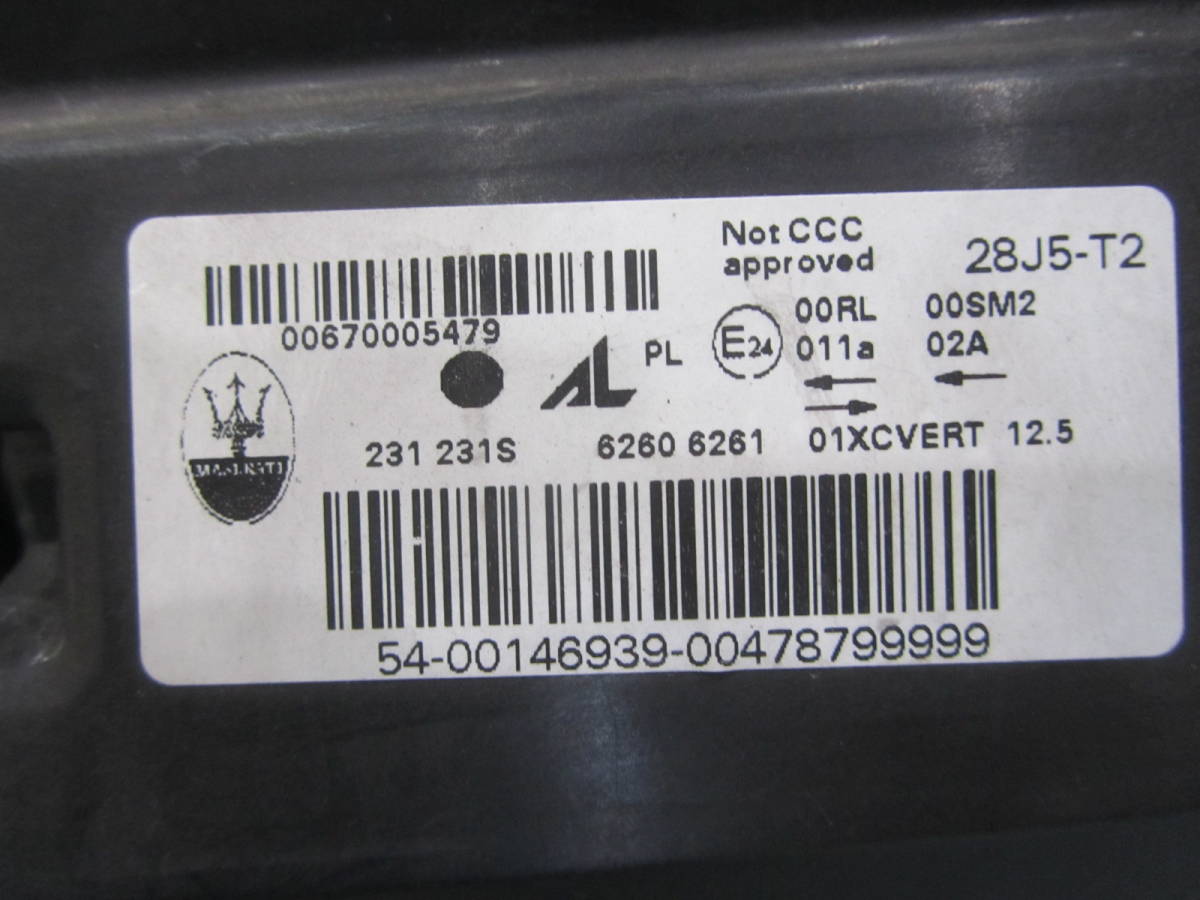 Not CCC
approved
28J5-T2
00670005479
PL
E24
00RL 00SM2
011a 02A
MASERATI
231 231S 6260 6261 01XCVERT 12.5
54-00146939-00478799999